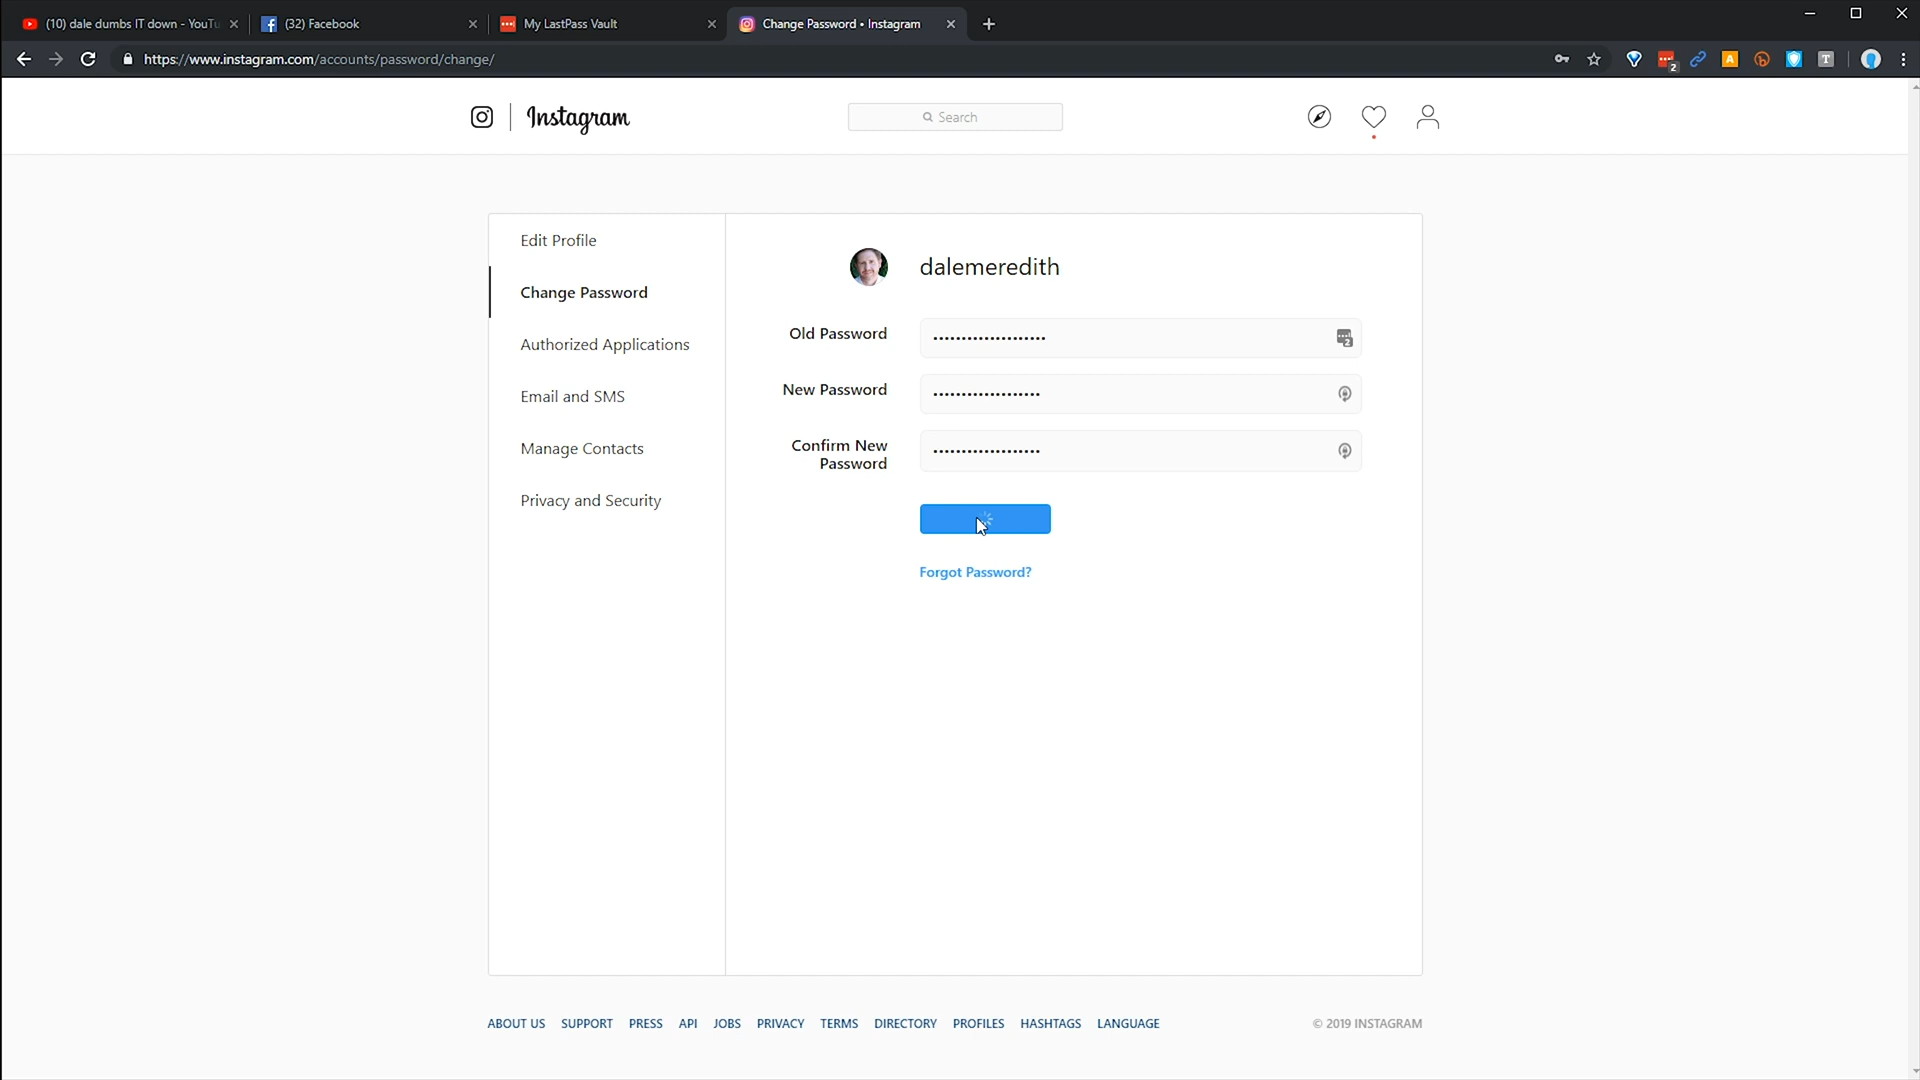 (10) dale dumbs IT down - YouTu
(32) Facebook
My LastPass Vault
Change Password • Instagram
https://www.instagram.com/accounts/password/change/
2
A
b
T
Instagram
Search
Edit Profile
Change Password
Authorized Applications
Email and SMS
Manage Contacts
Privacy and Security
dalemeredith
Old Password
••••••••••••••••••••
2
New Password
•••••••••••••••••••
Confirm New
Password
•••••••••••••••••••
Forgot Password?
ABOUT US SUPPORT PRESS API JOBS PRIVACY TERMS DIRECTORY PROFILES HASHTAGS LANGUAGE
© 2019 INSTAGRAM